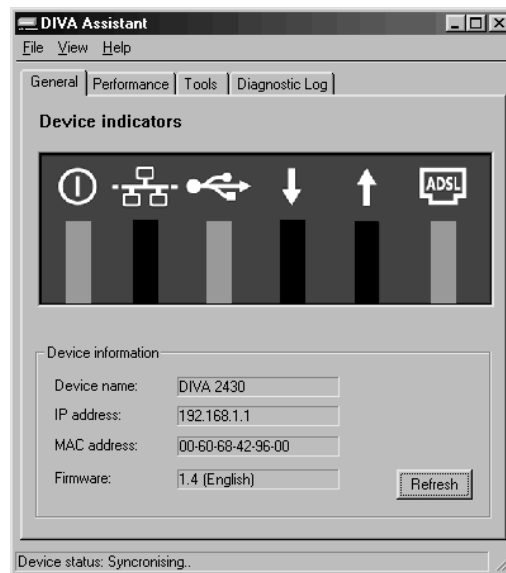 DIVA Assistant
File View Help
General Performance Tools Diagnostic Log
Device indicators
ADSL
Device information
Device name: DIVA 2430
IP address: 192.168.1.1
MAC address: 00-60-68-42-96-00
Firmware: 1.4 (English)
Refresh
Device status: Syncronising..